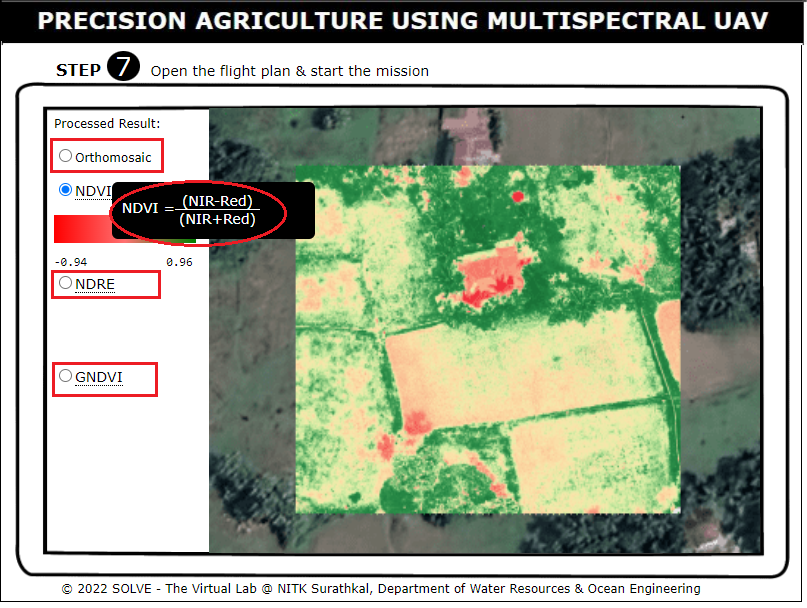 PRECISION AGRICULTURE USING MULTISPECTRAL UAV
STEP 7 Open the flight plan & start the mission
Processed Result:
Orthomosaic
NDVI
NDVI = (NIR-Red)
(NIR+Red)
-0.94 0.96
NDRE
GNDVI
© 2022 SOLVE - The Virtual Lab @ NITK Surathkal, Department of Water Resources & Ocean Engineering